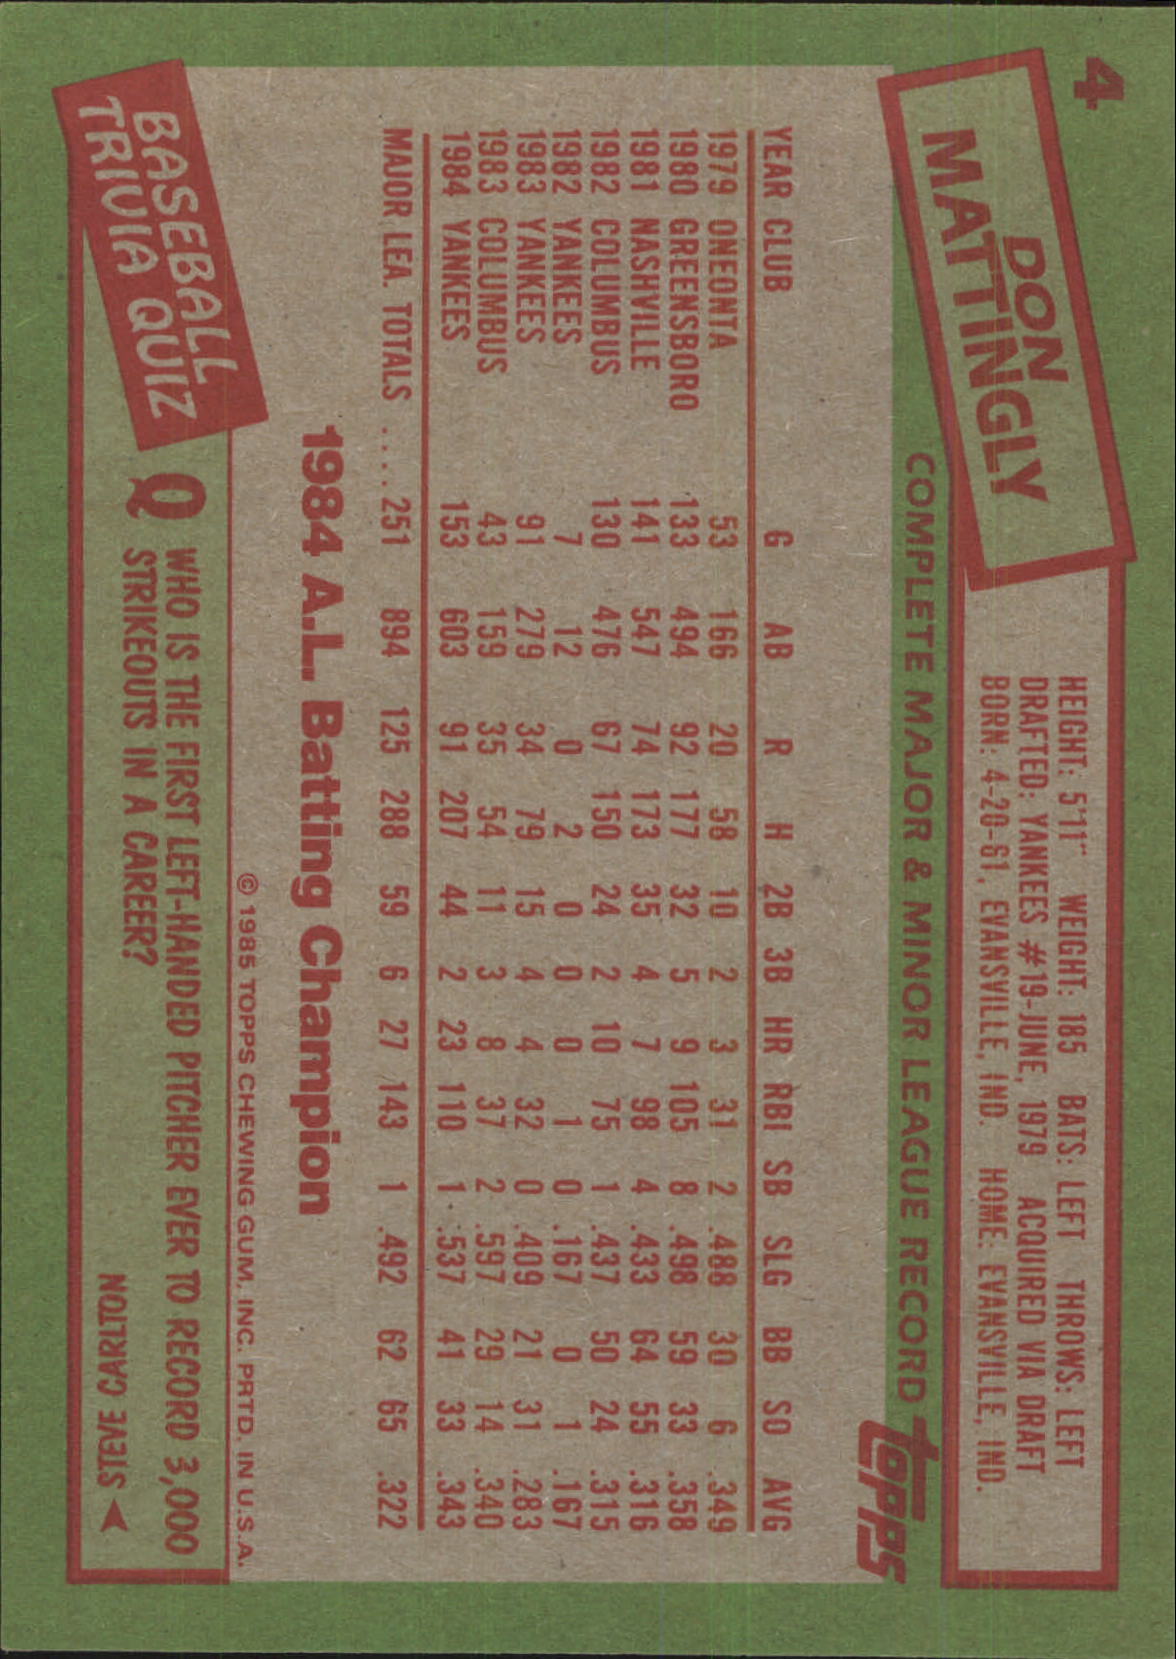 4
DON
MATTINGLY
HEIGHT: 5'11" WEIGHT: 185 BATS: LEFT THROWS: LEFT
DRAFTED: YANKEES #19-JUNE, 1979 ACQUIRED VIA DRAFT
BORN: 4-20-61, EVANSVILLE, IND. HOME: EVANSVILLE, IND.
COMPLETE MAJOR & MINOR LEAGUE RECORD
topps
YEAR CLUB G AB R H 2B 3B HR RBI SB SLG BB SO AVG
1979 ONEONTA 53 166 20 58 10 2 3 31 2 .488 30 6 .349
1980 GREENSBORO 133 494 92 177 32 5 9 105 8 .498 59 33 .358
1981 NASHVILLE 141 547 74 173 35 4 7 98 4 .433 64 55 .316
1982 COLUMBUS 130 476 67 150 24 2 10 75 1 .437 50 24 .315
1982 YANKEES 7 12 0 2 0 0 0 1 0 .167 0 1 .167
1983 YANKEES 91 279 34 79 15 4 4 32 0 .409 21 31 .283
1983 COLUMBUS 43 159 35 54 11 3 8 37 2 .597 29 14 .340
1984 YANKEES 153 603 91 207 44 2 23 110 1 .537 41 33 .343
MAJOR LEA. TOTALS .... 251 894 125 288 59 6 27 143 1 .492 62 65 .322
1984 A.L. Batting Champion
© 1985 TOPPS CHEWING GUM, INC. PRTD. IN U.S.A.
BASEBALL
TRIVIA QUIZ
Q WHO IS THE FIRST LEFT-HANDED PITCHER EVER TO RECORD 3,000
STRIKEOUTS IN A CAREER?
STEVE CARLTON